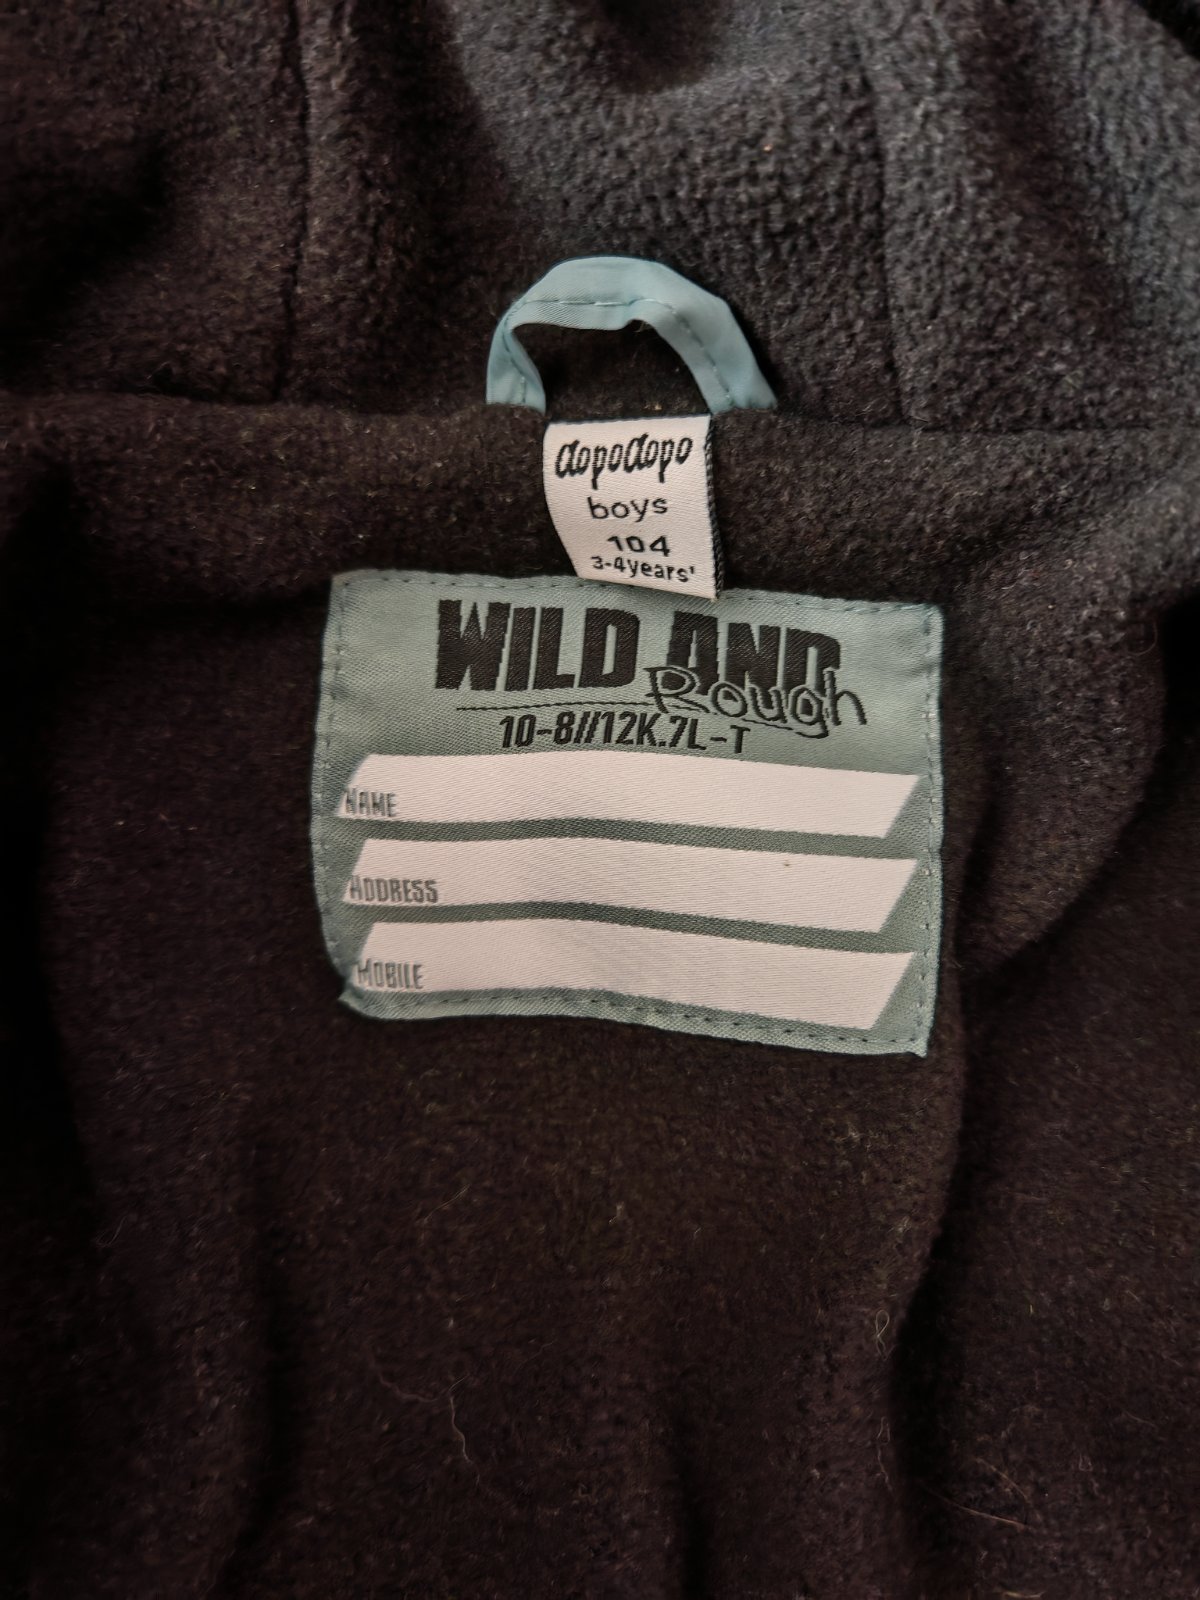 dopodopo
boys
104
3-4years'
WILD AND
Rough
10-8//12K.7L-T
NAME
ADDRESS
MOBILE